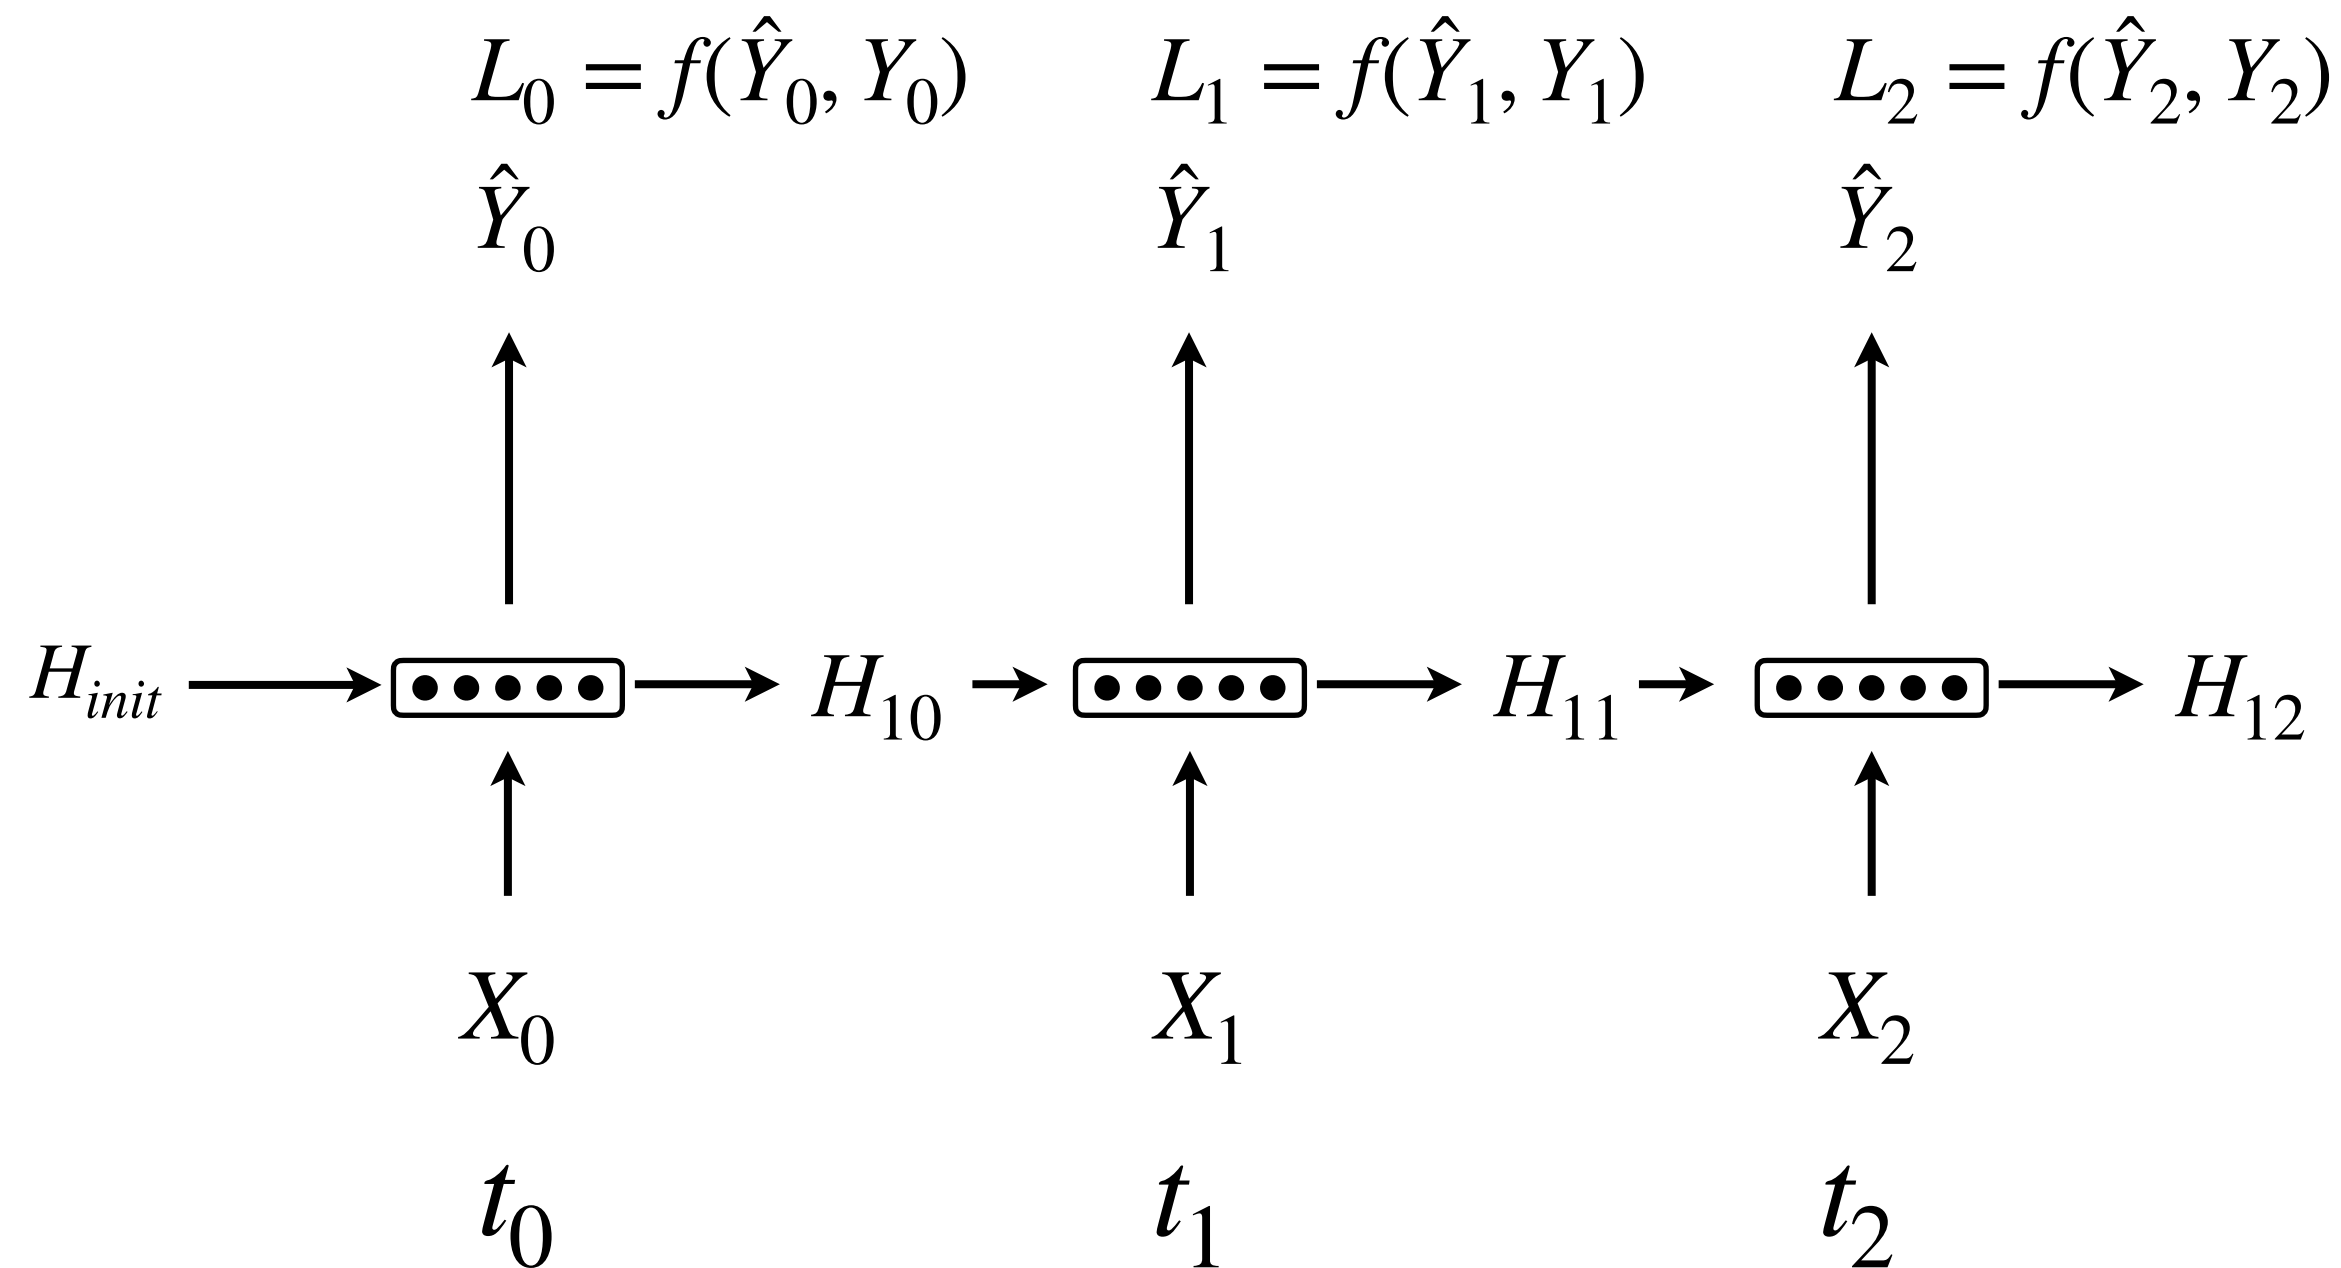 L₀ = f(Ŷ₀, Y₀) L₁ = f(Ŷ₁, Y₁) L₂ = f(Ŷ₂, Y₂)
Ŷ₀ Ŷ₁ Ŷ₂
H_init H₁₀ H₁₁ H₁₂
X₀ X₁ X₂
t₀ t₁ t₂